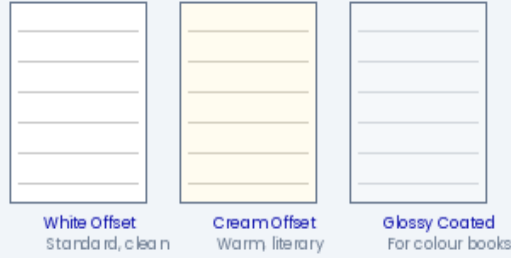 White Offset
Standard, clean
Cream Offset
Warm, literary
Glossy Coated
For colour books